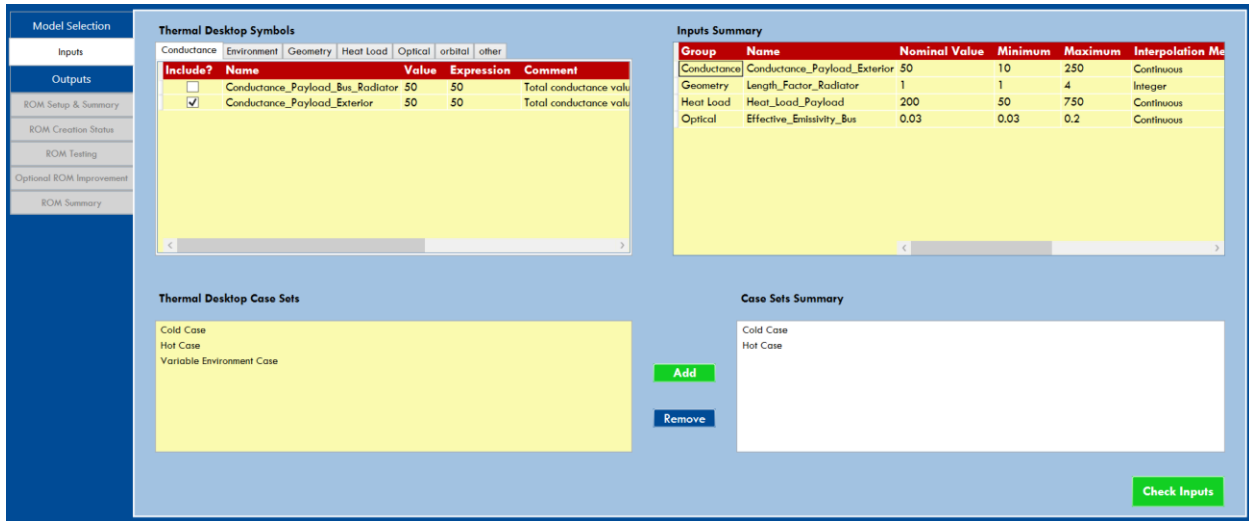 Model Selection
Inputs
Outputs
ROM Setup & Summary
ROM Creation Status
ROM Testing
Optional ROM Improvement
ROM Summary
Thermal Desktop Symbols
Conductance Environment Geometry Heat Load Optical orbital other
Include? Name Value Expression Comment
Conductance_Payload_Bus_Radiator 50 50 Total conductance valu
Conductance_Payload_Exterior 50 50 Total conductance valu
Inputs Summary
Group Name Nominal Value Minimum Maximum Interpolation Me
Conductance Conductance_Payload_Exterior 50 10 250 Continuous
Geometry Length_Factor_Radiator 1 1 4 Integer
Heat Load Heat_Load_Payload 200 50 750 Continuous
Optical Effective_Emissivity_Bus 0.03 0.03 0.2 Continuous
Thermal Desktop Case Sets
Cold Case
Hot Case
Variable Environment Case
Add
Remove
Case Sets Summary
Cold Case
Hot Case
Check Inputs